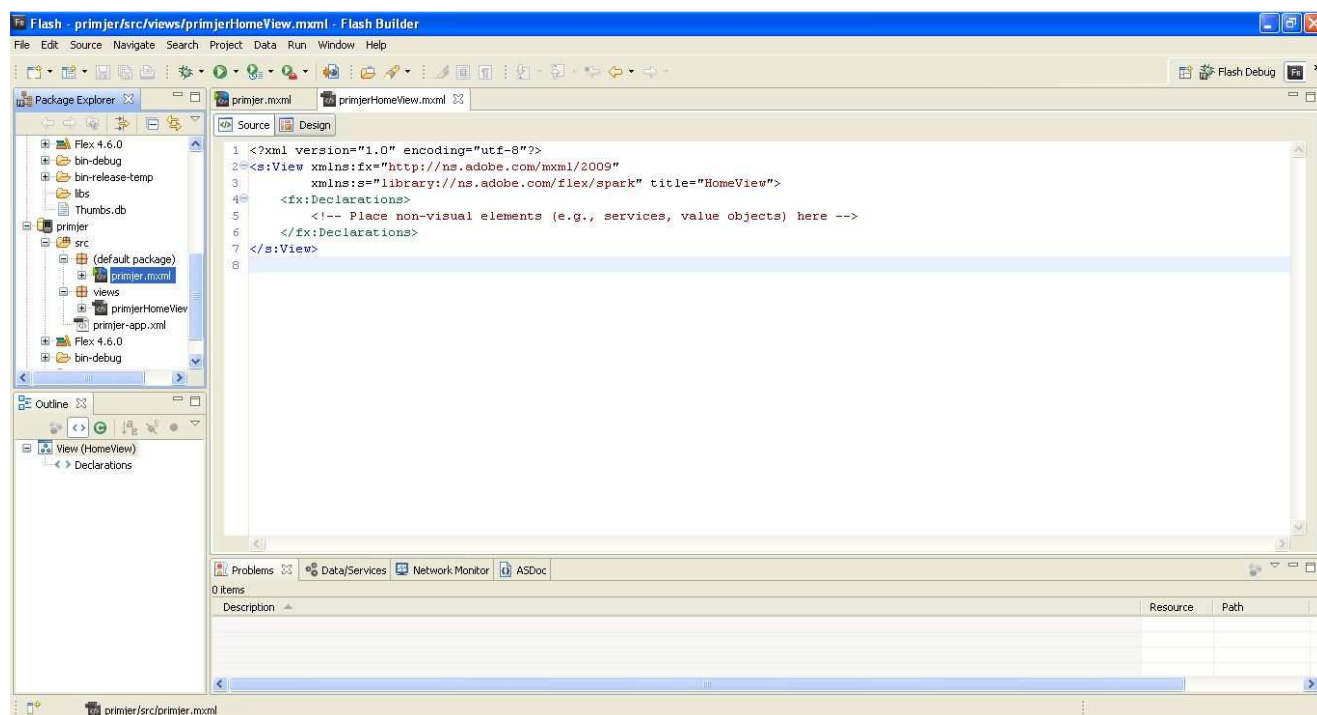 Flash - primjer/src/views/primjerHomeView.mxml - Flash Builder
File Edit Source Navigate Search Project Data Run Window Help
Flash Debug
Package Explorer
Flex 4.6.0
bin-debug
bin-release-temp
libs
Thumbs.db
primjer
src
(default package)
primjer.mxml
views
primjerHomeView
primjer-app.xml
Flex 4.6.0
bin-debug
Outline
View (HomeView)
Declarations
primjer.mxml primjerHomeView.mxml
Source Design
1 <?xml version="1.0" encoding="utf-8"?>
2 <s:View xmlns:fx="http://ns.adobe.com/mxml/2009"
3 xmlns:s="library://ns.adobe.com/flex/spark" title="HomeView">
4 <fx:Declarations>
5 <!-- Place non-visual elements (e.g., services, value objects) here -->
6 </fx:Declarations>
7 </s:View>
8
Problems Data/Services Network Monitor ASDoc
0 items
Description Resource Path
primjer/src/primjer.mxml